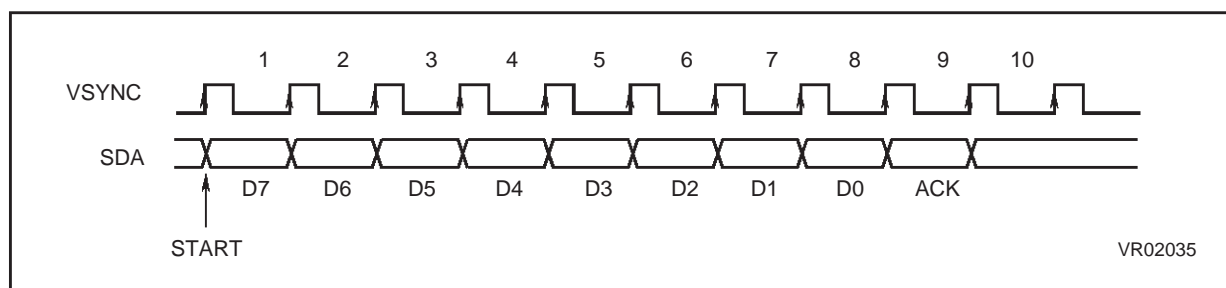 1 2 3 4 5 6 7 8 9 10
VSYNC
SDA
D7 D6 D5 D4 D3 D2 D1 D0 ACK
START
VR02035